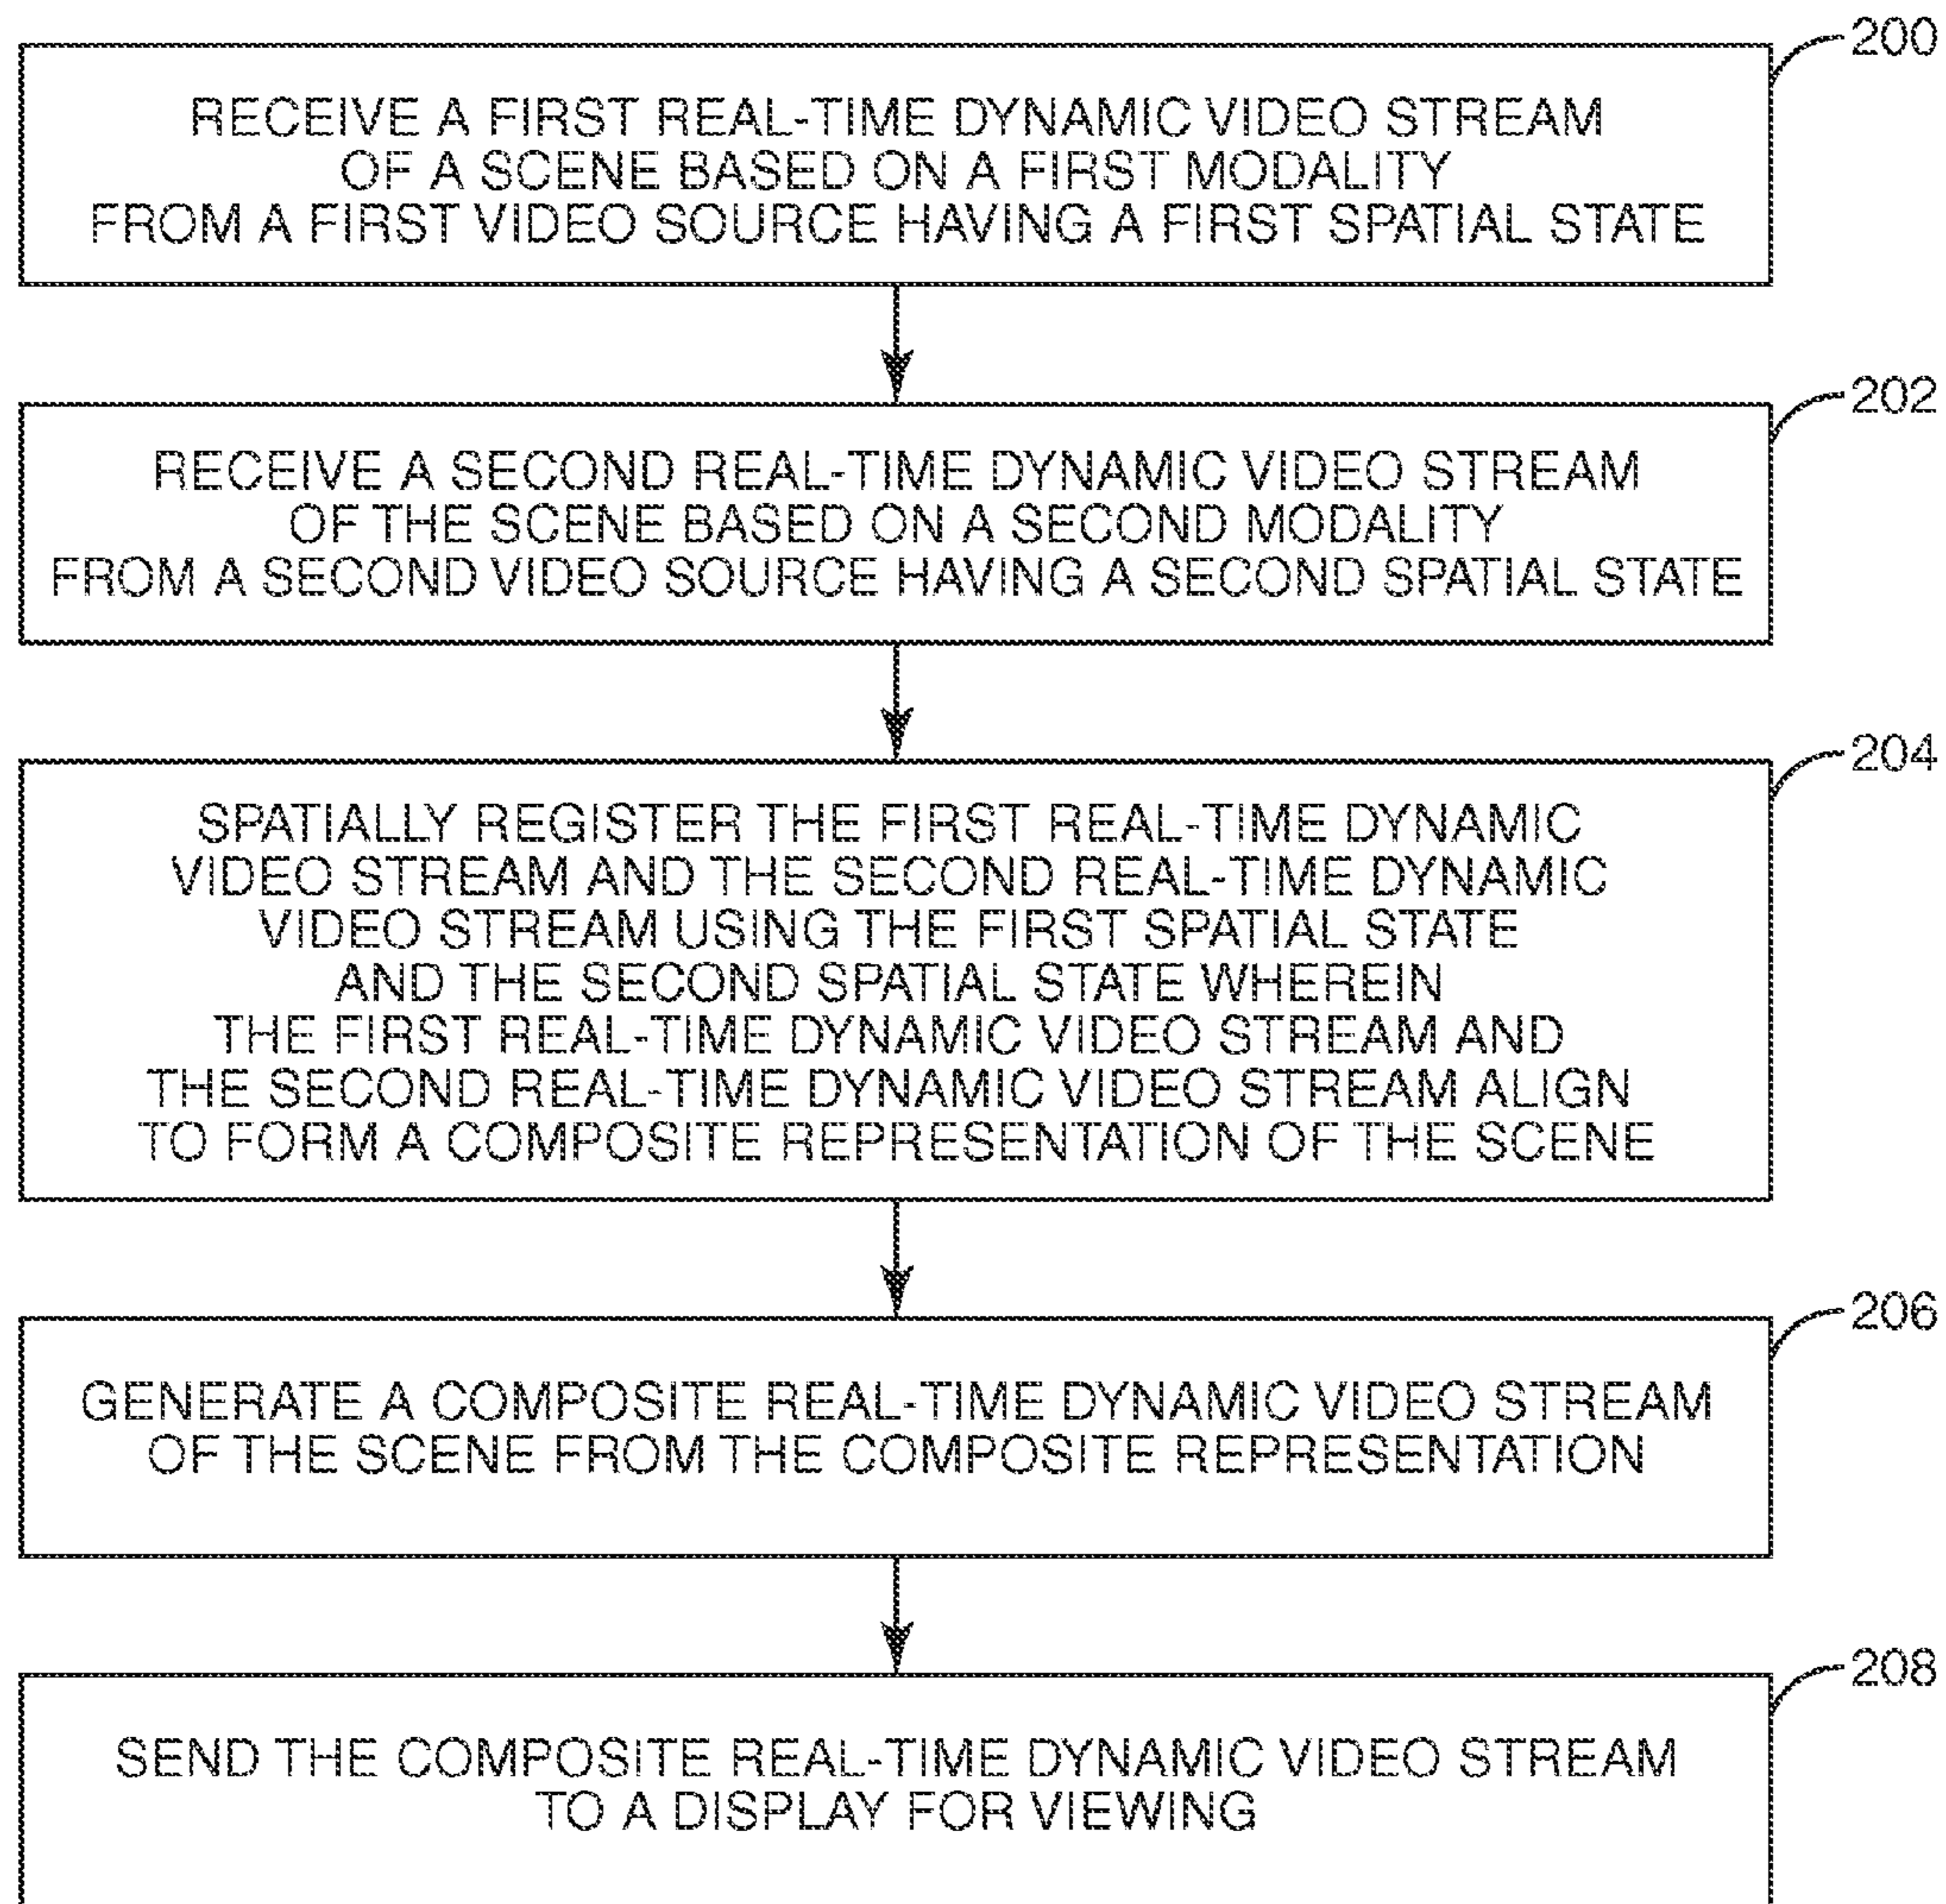 200
RECEIVE A FIRST REAL-TIME DYNAMIC VIDEO STREAM
OF A SCENE BASED ON A FIRST MODALITY
FROM A FIRST VIDEO SOURCE HAVING A FIRST SPATIAL STATE
202
RECEIVE A SECOND REAL-TIME DYNAMIC VIDEO STREAM
OF THE SCENE BASED ON A SECOND MODALITY
FROM A SECOND VIDEO SOURCE HAVING A SECOND SPATIAL STATE
204
SPATIALLY REGISTER THE FIRST REAL-TIME DYNAMIC
VIDEO STREAM AND THE SECOND REAL-TIME DYNAMIC
VIDEO STREAM USING THE FIRST SPATIAL STATE
AND THE SECOND SPATIAL STATE WHEREIN
THE FIRST REAL-TIME DYNAMIC VIDEO STREAM AND
THE SECOND REAL-TIME DYNAMIC VIDEO STREAM ALIGN
TO FORM A COMPOSITE REPRESENTATION OF THE SCENE
206
GENERATE A COMPOSITE REAL-TIME DYNAMIC VIDEO STREAM
OF THE SCENE FROM THE COMPOSITE REPRESENTATION
208
SEND THE COMPOSITE REAL-TIME DYNAMIC VIDEO STREAM
TO A DISPLAY FOR VIEWING